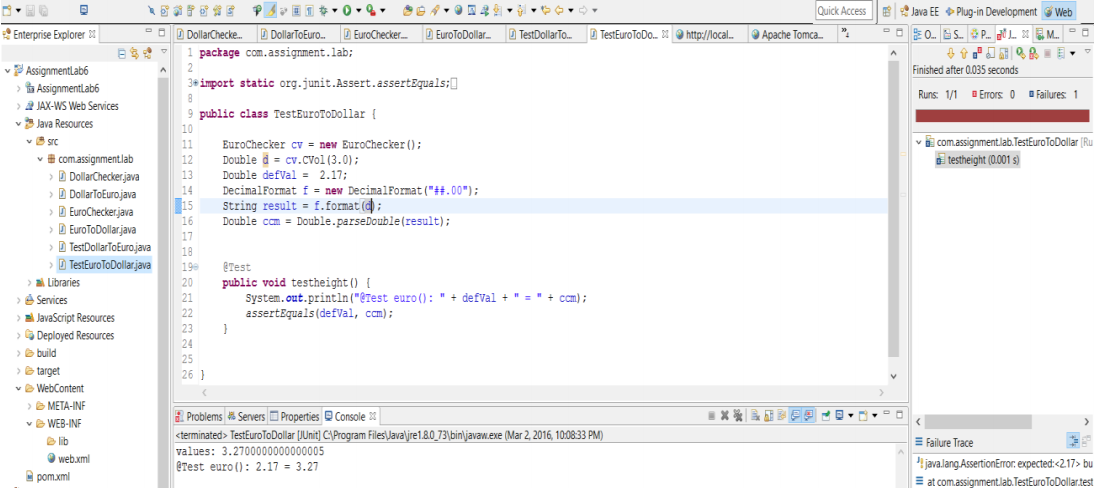 Quick Access
Java EE
Plug-in Development
Web
Enterprise Explorer
AssignmentLab6
AssignmentLab6
JAX-WS Web Services
Java Resources
src
com.assignment.lab
DollarChecker.java
DollarToEuro.java
EuroChecker.java
EuroToDollar.java
TestDollarToEuro.java
TestEuroToDollar.java
Libraries
Services
JavaScript Resources
Deployed Resources
build
target
WebContent
META-INF
WEB-INF
lib
web.xml
pom.xml
DollarChecke...
DollarToEuro...
EuroChecker....
EuroToDollar...
TestDollarTo...
TestEuroToDo...
http://local...
Apache Tomca...
1 package com.assignment.lab;
2
3 import static org.junit.Assert.assertEquals;
8
9 public class TestEuroToDollar {
10
11 EuroChecker cv = new EuroChecker();
12 Double d = cv.CVol(3.0);
13 Double defVal =  2.17;
14 DecimalFormat f = new DecimalFormat("##.00");
15 String result = f.format(d);
16 Double ccm = Double.parseDouble(result);
17
18
19 @Test
20 public void testheight() {
21 System.out.println("@Test euro(): " + defVal + " = " + ccm);
22 assertEquals(defVal, ccm);
23 }
24
25
26 }
Problems
Servers
Properties
Console
<terminated> TestEuroToDollar [JUnit] C:\Program Files\Java\jre1.8.0_73\bin\javaw.exe (Mar 2, 2016, 10:08:33 PM)
values: 3.2700000000000005
@Test euro(): 2.17 = 3.27
O...
S...
P...
J...
M...
Finished after 0.035 seconds
Runs: 1/1
Errors: 0
Failures: 1
com.assignment.lab.TestEuroToDollar [Ru
testheight (0.001 s)
Failure Trace
java.lang.AssertionError: expected:<2.17> bu
at com.assignment.lab.TestEuroToDollar.test